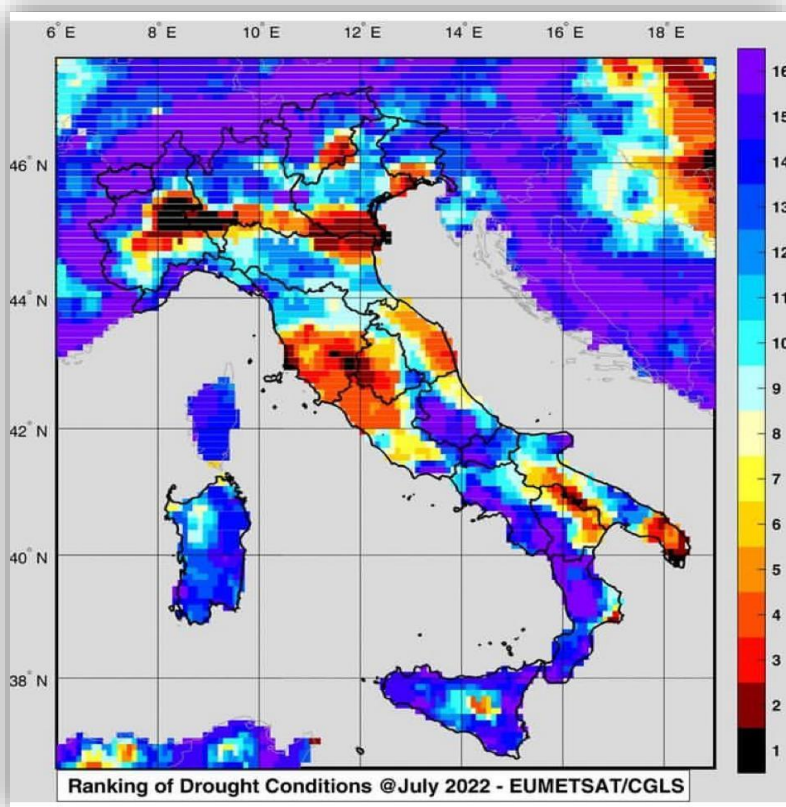 6° E 8° E 10° E 12° E 14° E 16° E 18° E
46° N
44° N
42° N
40° N
38° N
16
15
14
13
12
11
10
9
8
7
6
5
4
3
2
1
Ranking of Drought Conditions @July 2022 - EUMETSAT/CGLS